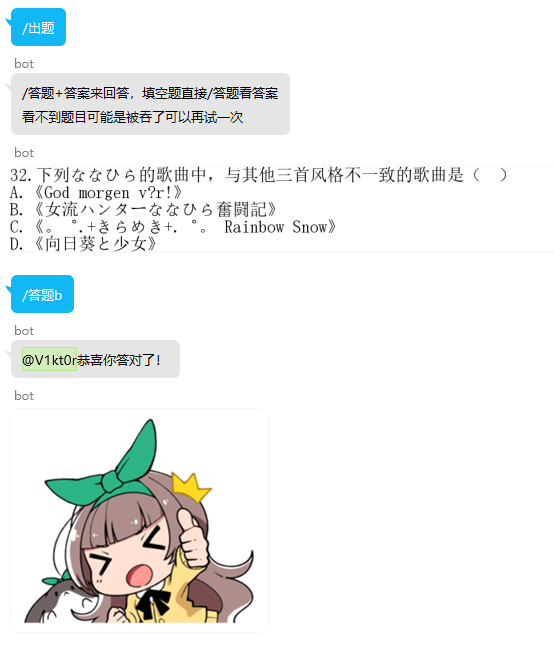 /出题
bot
/答题+答案来回答，填空题直接/答题看答案
看不到题目可能是被吞了可以再试一次
bot
32.下列ななひら的歌曲中，与其他三首风格不一致的歌曲是（　）
A.《God morgen v?r!》
B.《女流ハンターななひら奮闘記》
C.《。゜.+きらめき+.゜。 Rainbow Snow》
D.《向日葵と少女》
/答题b
bot
@V1kt0r恭喜你答对了！
bot